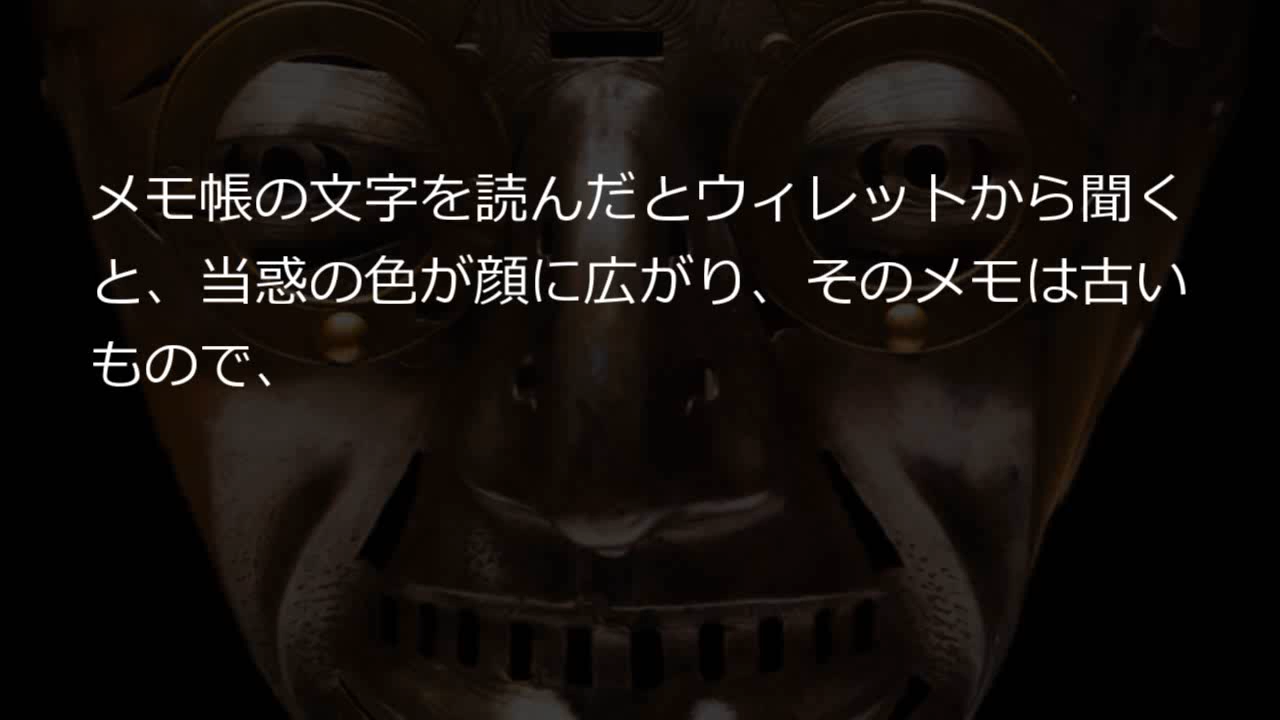 メモ帳の文字を読んだとウィレットから聞く
と、当惑の色が顔に広がり、そのメモは古い
もので、